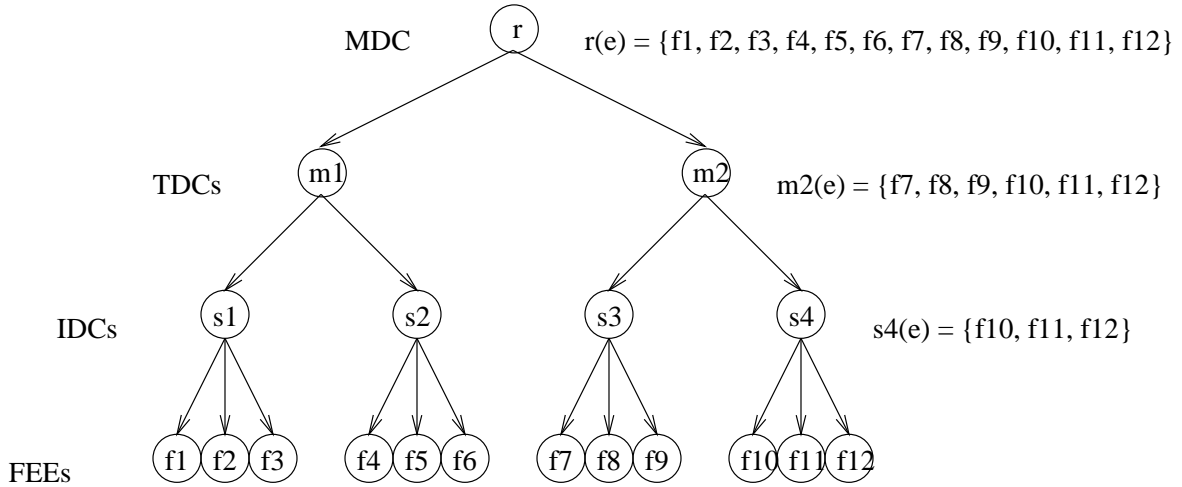 MDC r r(e) = {f1, f2, f3, f4, f5, f6, f7, f8, f9, f10, f11, f12}
TDCs m1 m2 m2(e) = {f7, f8, f9, f10, f11, f12}
IDCs s1 s2 s3 s4 s4(e) = {f10, f11, f12}
FEEs f1 f2 f3 f4 f5 f6 f7 f8 f9 f10 f11 f12